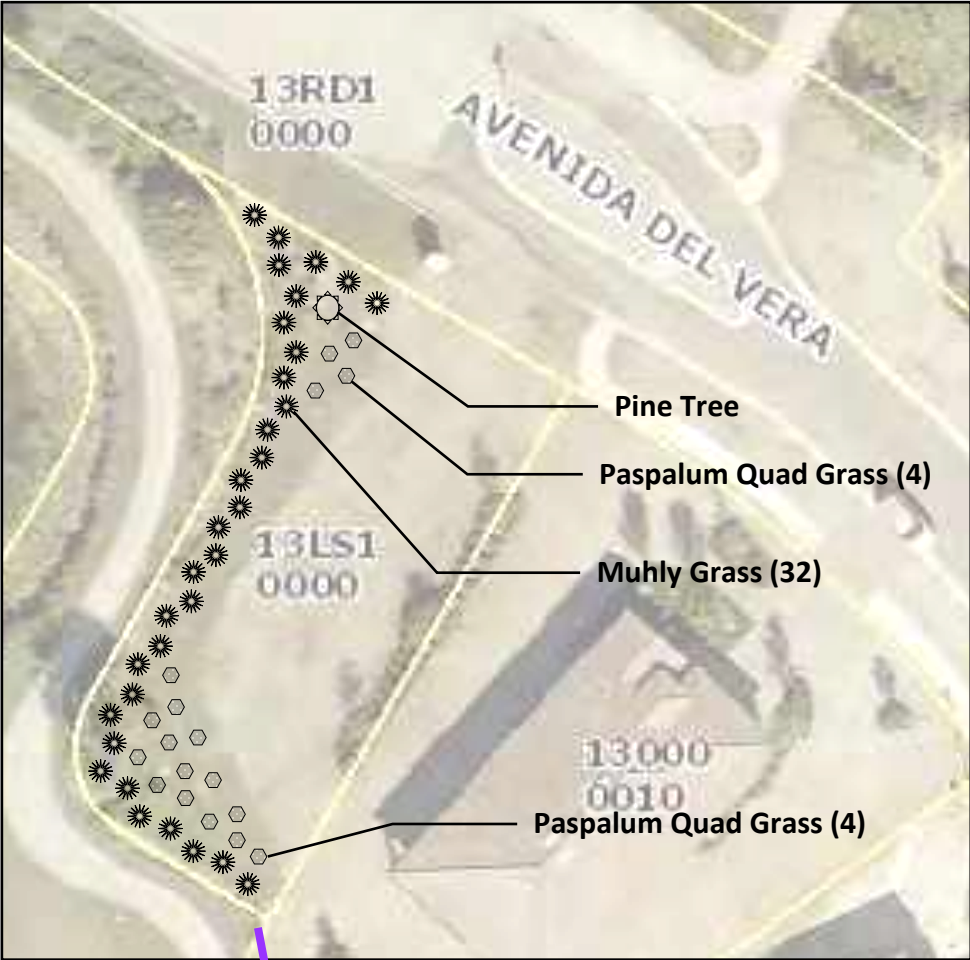 13RD1
0000
AVENIDA DEL VERA
Pine Tree
Paspalum Quad Grass (4)
13LS1
0000
Muhly Grass (32)
13000
0010
Paspalum Quad Grass (4)